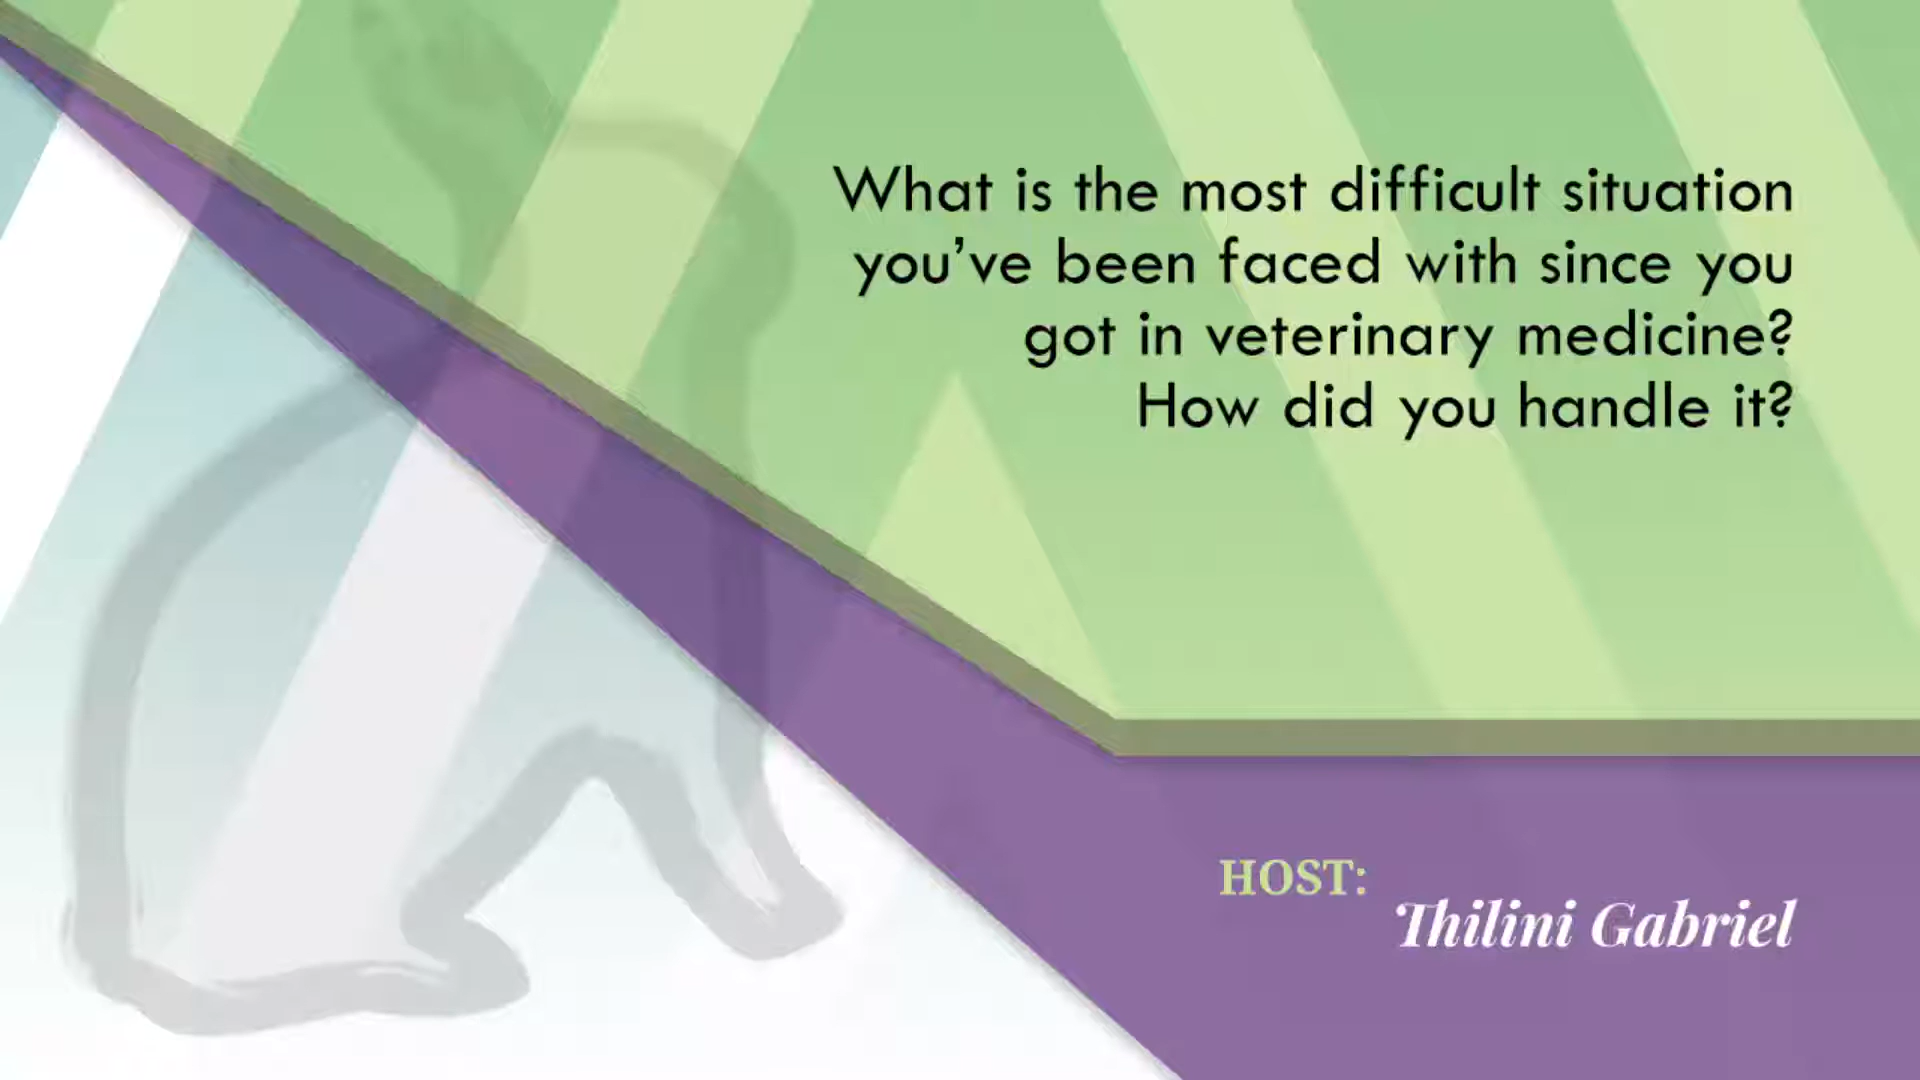 What is the most difficult situation
you've been faced with since you
got in veterinary medicine?
How did you handle it?
HOST:
Thilini Gabriel